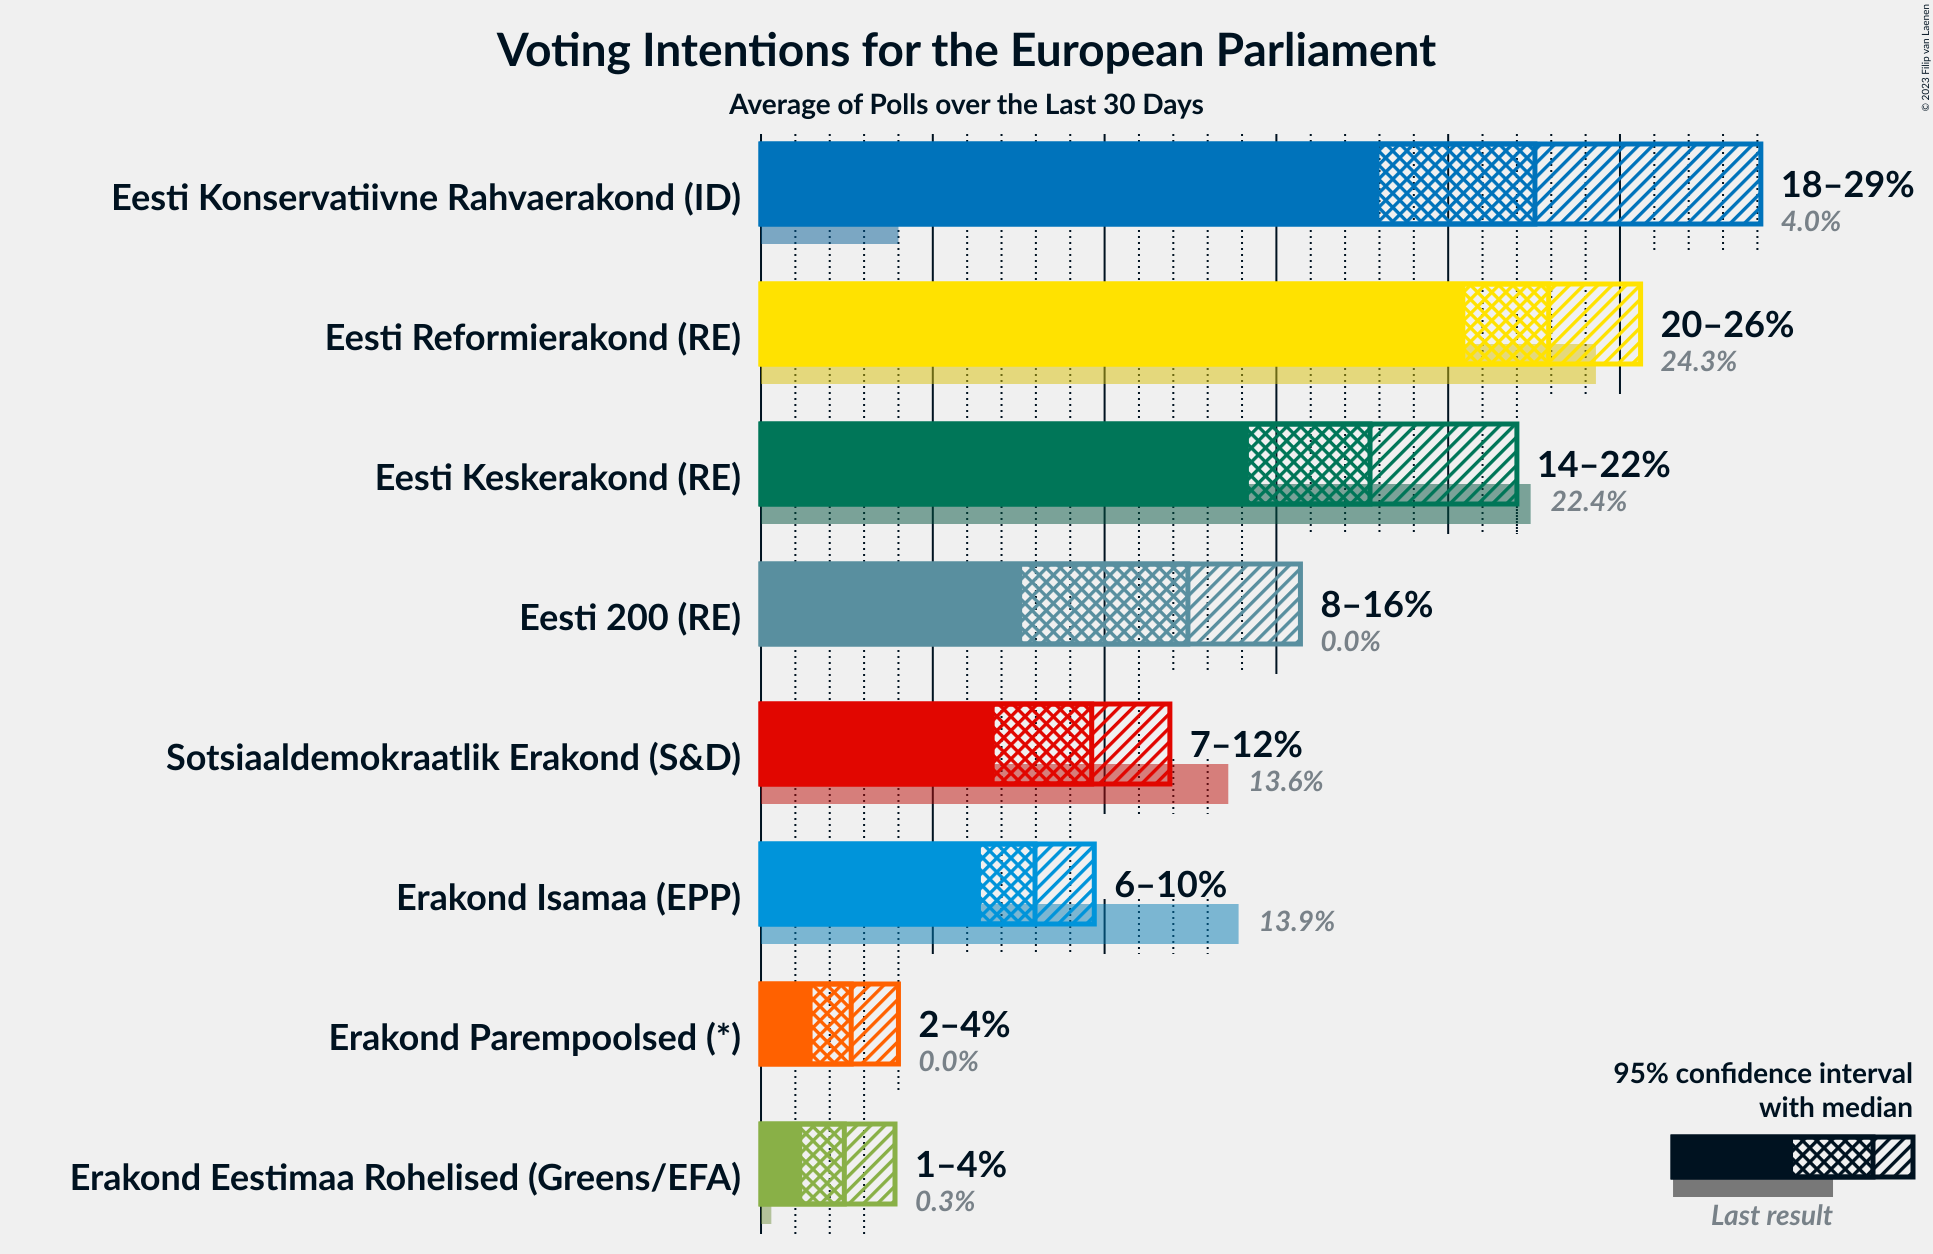 © 2023 Filip van Laenen
Voting Intentions for the European Parliament
Average of Polls over the Last 30 Days
Eesti Konservatiivne Rahvaerakond (ID)
18–29%
4.0%
Eesti Reformierakond (RE)
20–26%
24.3%
Eesti Keskerakond (RE)
14–22%
22.4%
Eesti 200 (RE)
8–16%
0.0%
Sotsiaaldemokraatlik Erakond (S&D)
7–12%
13.6%
Erakond Isamaa (EPP)
6–10%
13.9%
Erakond Parempoolsed (*)
2–4%
0.0%
Erakond Eestimaa Rohelised (Greens/EFA)
1–4%
0.3%
95% confidence interval
with median
Last result